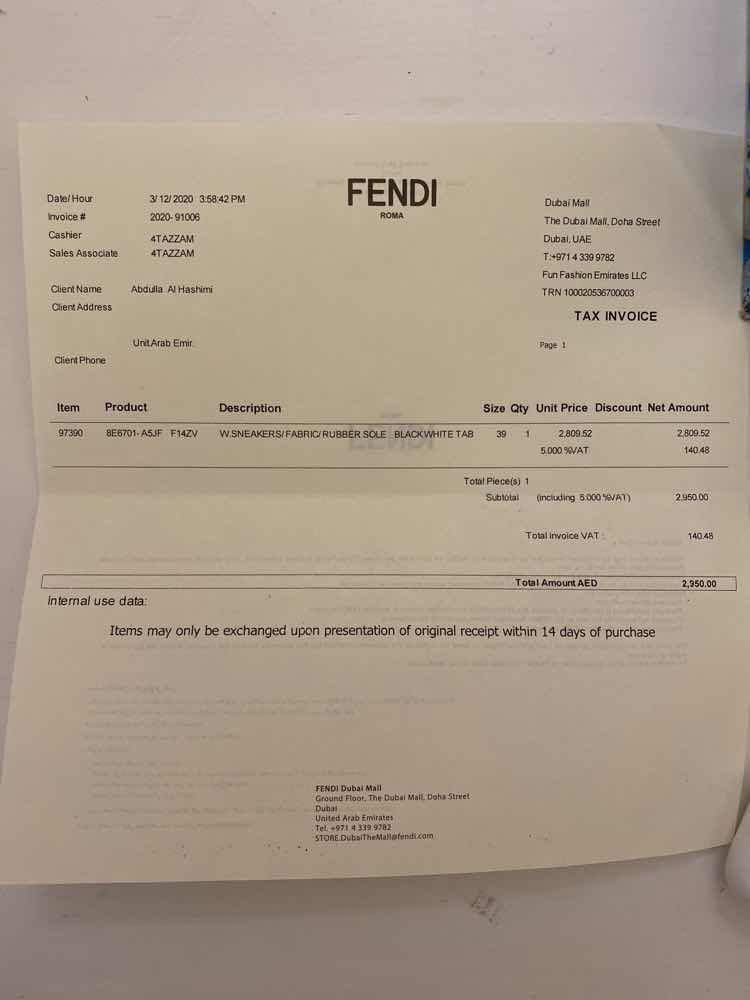 FENDI
ROMA
Date/Hour 3/12/2020 3:58:42 PM
Invoice # 2020-91006
Cashier 4TAZZAM
Sales Associate 4TAZZAM
Client Name Abdulla Al Hashimi
Client Address
Unit.Arab Emir.
Client Phone
Dubai Mall
The Dubai Mall, Doha Street
Dubai, UAE
T:+971 4 339 9782
Fun Fashion Emirates LLC
TRN 100020536700003
TAX INVOICE
Page 1
Item Product Description Size Qty Unit Price Discount Net Amount
97390 8E6701-A5JF F14ZV W.SNEAKERS/FABRIC/RUBBER SOLE BLACKWHITE TAB 39 1 2,809.52 2,809.52
5.000 %VAT 140.48
Total Piece(s) 1
Subtotal (including 5.000 %VAT) 2,950.00
Total invoice VAT : 140.48
Total Amount AED 2,950.00
Internal use data:
Items may only be exchanged upon presentation of original receipt within 14 days of purchase
FENDI Dubai Mall
Ground Floor, The Dubai Mall, Doha Street
Dubai
United Arab Emirates
Tel. +971 4 339 9782
STORE.DubaiTheMall@fendi.com